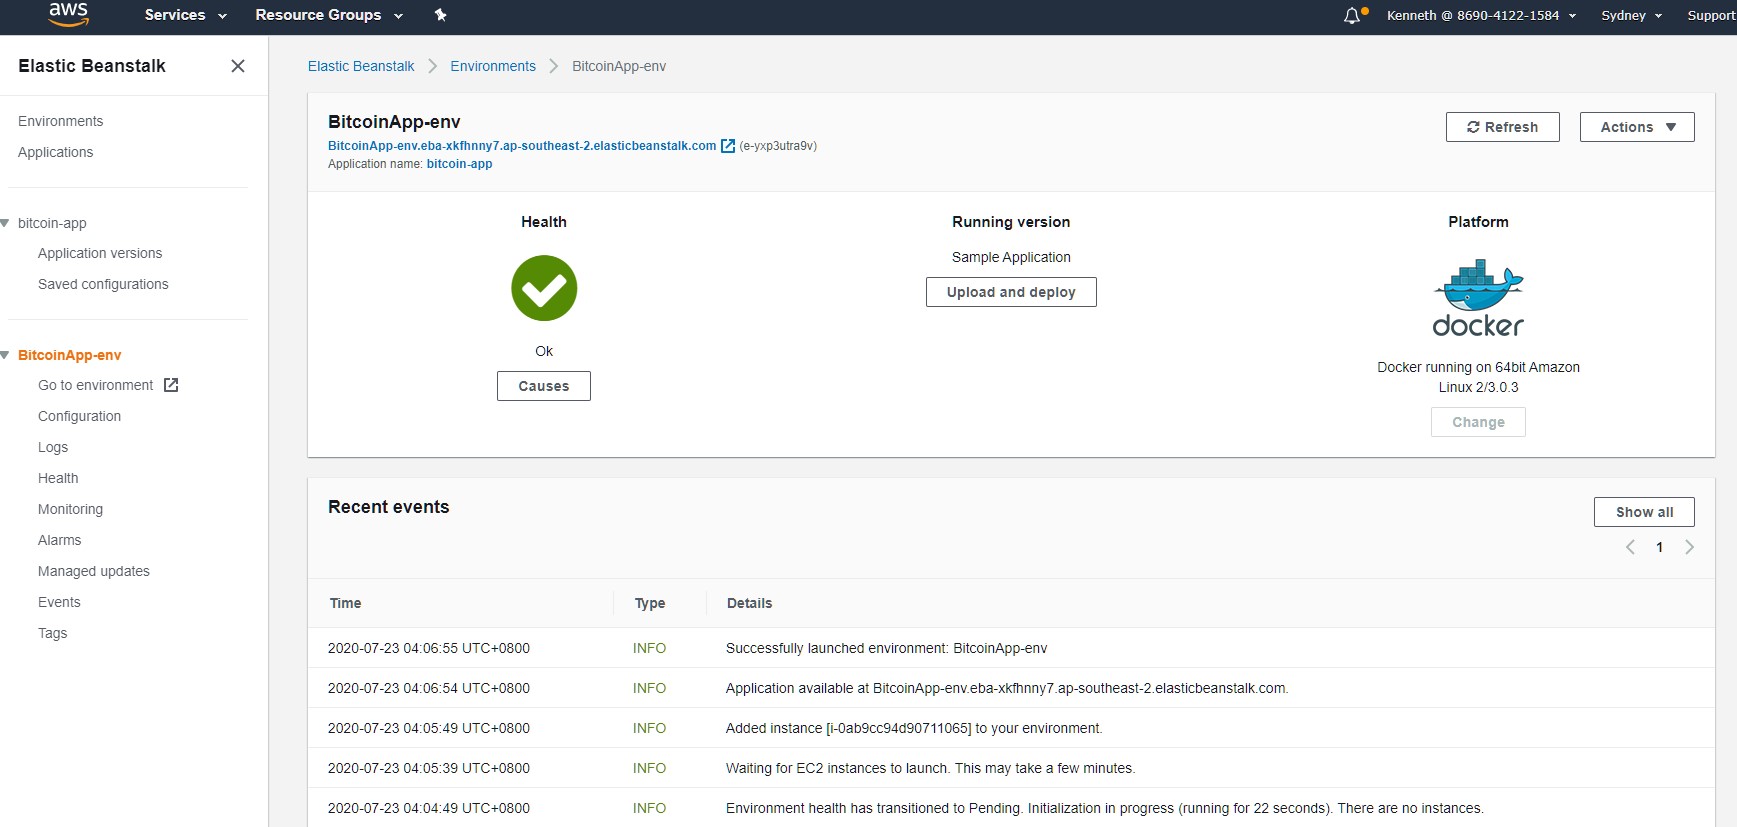 aws Services Resource Groups Kenneth @ 8690-4122-1584 Sydney Support
Elastic Beanstalk
Environments
Applications
bitcoin-app
Application versions
Saved configurations
BitcoinApp-env
Go to environment
Configuration
Logs
Health
Monitoring
Alarms
Managed updates
Events
Tags
Elastic Beanstalk Environments BitcoinApp-env
BitcoinApp-env
BitcoinApp-env.eba-xkfhnny7.ap-southeast-2.elasticbeanstalk.com (e-yxp3utra9v)
Application name: bitcoin-app
Refresh Actions
Health
Ok
Causes
Running version
Sample Application
Upload and deploy
Platform
docker
Docker running on 64bit Amazon
Linux 2/3.0.3
Change
Recent events
Show all
1
Time Type Details
2020-07-23 04:06:55 UTC+0800 INFO Successfully launched environment: BitcoinApp-env
2020-07-23 04:06:54 UTC+0800 INFO Application available at BitcoinApp-env.eba-xkfhnny7.ap-southeast-2.elasticbeanstalk.com.
2020-07-23 04:05:49 UTC+0800 INFO Added instance [i-0ab9cc94d90711065] to your environment.
2020-07-23 04:05:39 UTC+0800 INFO Waiting for EC2 instances to launch. This may take a few minutes.
2020-07-23 04:04:49 UTC+0800 INFO Environment health has transitioned to Pending. Initialization in progress (running for 22 seconds). There are no instances.